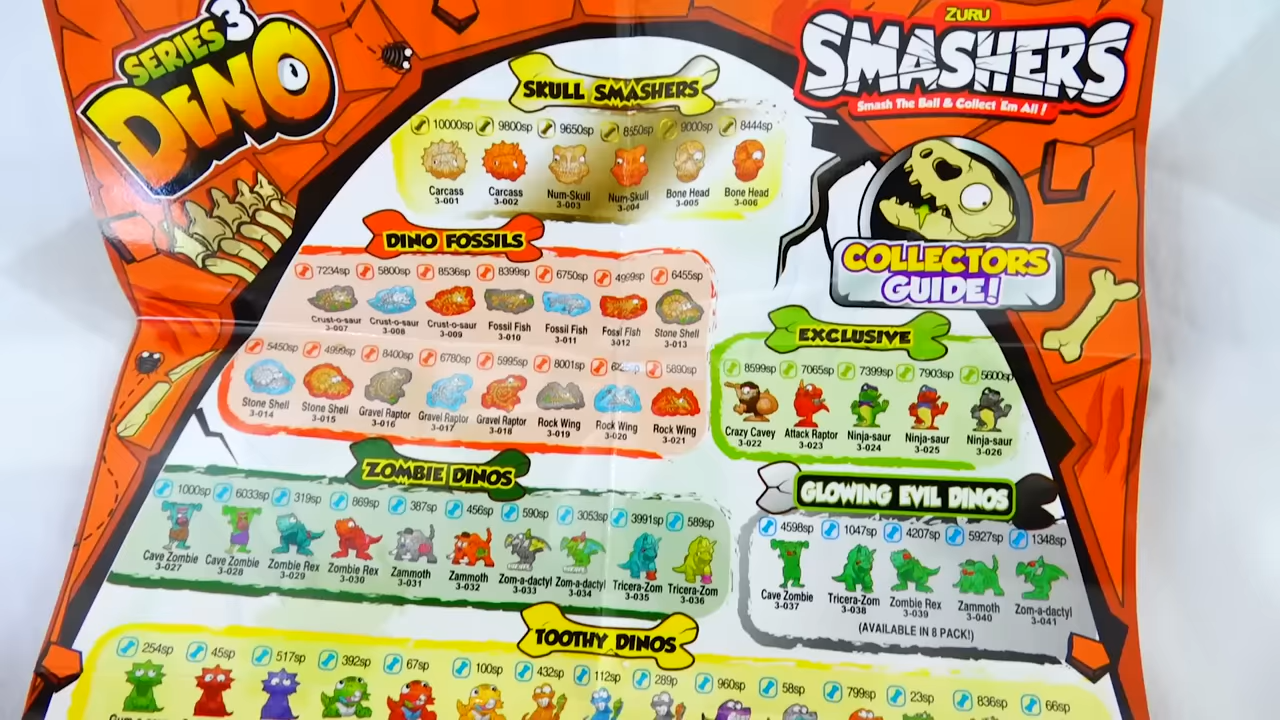 SERIES 3
DINO
ZURU
SMASHERS
Smash The Ball & Collect 'Em All!
COLLECTORS
GUIDE!
SKULL SMASHERS
10000sp 9800sp 9650sp 8550sp 9000sp 8444sp
Carcass Carcass Num-Skull Num-Skull Bone Head Bone Head
3-001 3-002 3-003 3-004 3-005 3-006
DINO FOSSILS
7234sp 5800sp 8536sp 8399sp 6750sp 4999sp 6455sp
Crust-o-saur Crust-o-saur Crust-o-saur Fossil Fish Fossil Fish Fossil Fish Stone Shell
3-007 3-008 3-009 3-010 3-011 3-012 3-013
5450sp 4999sp 8400sp 6780sp 5995sp 8001sp 5890sp
Stone Shell Stone Shell Gravel Raptor Gravel Raptor Gravel Raptor Rock Wing Rock Wing Rock Wing
3-014 3-015 3-016 3-017 3-018 3-019 3-020 3-021
EXCLUSIVE
8599sp 7065sp 7399sp 7903sp 5600sp
Crazy Cavey Attack Raptor Ninja-saur Ninja-saur Ninja-saur
3-022 3-023 3-024 3-025 3-026
ZOMBIE DINOS
1000sp 6033sp 319sp 869sp 387sp 456sp 590sp 3053sp 3991sp 589sp
Cave Zombie Cave Zombie Zombie Rex Zombie Rex Zammoth Zammoth Zom-a-dactyl Zom-a-dactyl Tricera-Zom Tricera-Zom
3-027 3-028 3-029 3-030 3-031 3-032 3-033 3-034 3-035 3-036
GLOWING EVIL DINOS
4598sp 1047sp 4207sp 5927sp 1348sp
Cave Zombie Tricera-Zom Zombie Rex Zammoth Zom-a-dactyl
3-037 3-038 3-039 3-040 3-041
(AVAILABLE IN 8 PACK!)
TOOTHY DINOS
254sp 45sp 517sp 392sp 67sp 100sp 432sp 112sp 289p 960sp 58sp 799sp 23sp 836sp 66sp